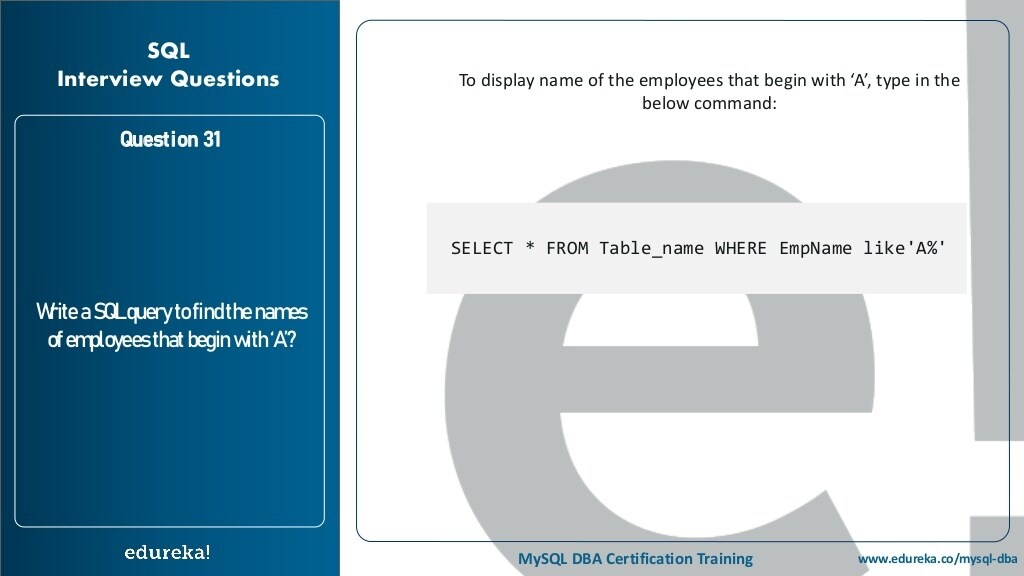 SQL
Interview Questions
Question 31
Write a SQL query to find the names
of employees that begin with ‘A’?
edureka!
To display name of the employees that begin with ‘A’, type in the
below command:
SELECT * FROM Table_name WHERE EmpName like'A%'
MySQL DBA Certification Training
www.edureka.co/mysql-dba